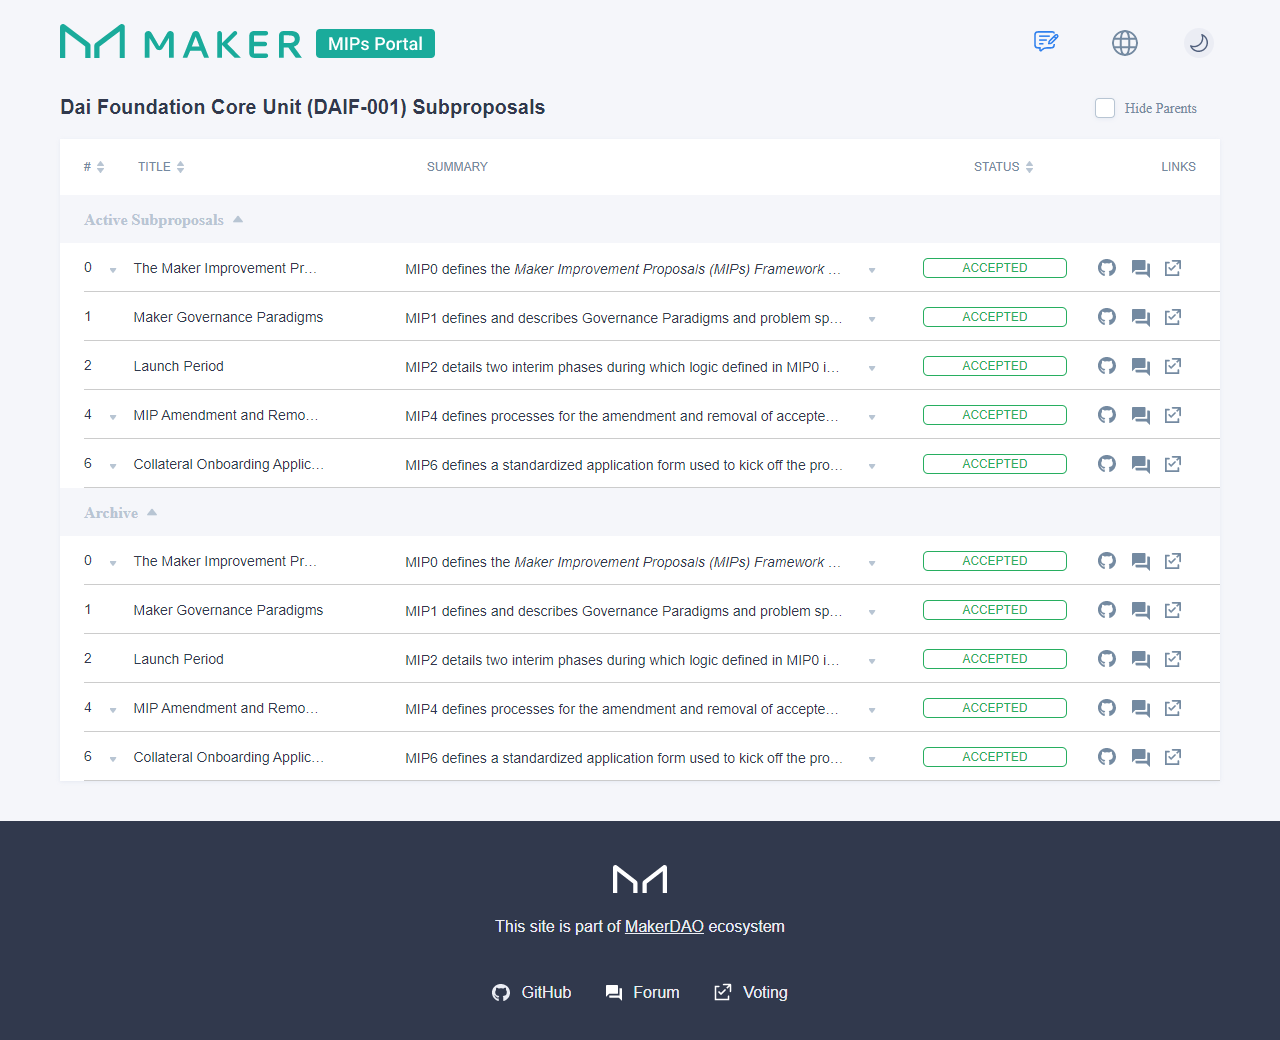 MAKER MIPs Portal
Dai Foundation Core Unit (DAIF-001) Subproposals
Hide Parents
# TITLE SUMMARY STATUS LINKS
Active Subproposals
0 The Maker Improvement Pr… MIP0 defines the Maker Improvement Proposals (MIPs) Framework … ACCEPTED
1 Maker Governance Paradigms MIP1 defines and describes Governance Paradigms and problem sp… ACCEPTED
2 Launch Period MIP2 details two interim phases during which logic defined in MIP0 i… ACCEPTED
4 MIP Amendment and Remo… MIP4 defines processes for the amendment and removal of accepte… ACCEPTED
6 Collateral Onboarding Applic… MIP6 defines a standardized application form used to kick off the pro… ACCEPTED
Archive
0 The Maker Improvement Pr… MIP0 defines the Maker Improvement Proposals (MIPs) Framework … ACCEPTED
1 Maker Governance Paradigms MIP1 defines and describes Governance Paradigms and problem sp… ACCEPTED
2 Launch Period MIP2 details two interim phases during which logic defined in MIP0 i… ACCEPTED
4 MIP Amendment and Remo… MIP4 defines processes for the amendment and removal of accepte… ACCEPTED
6 Collateral Onboarding Applic… MIP6 defines a standardized application form used to kick off the pro… ACCEPTED
This site is part of MakerDAO ecosystem
GitHub Forum Voting